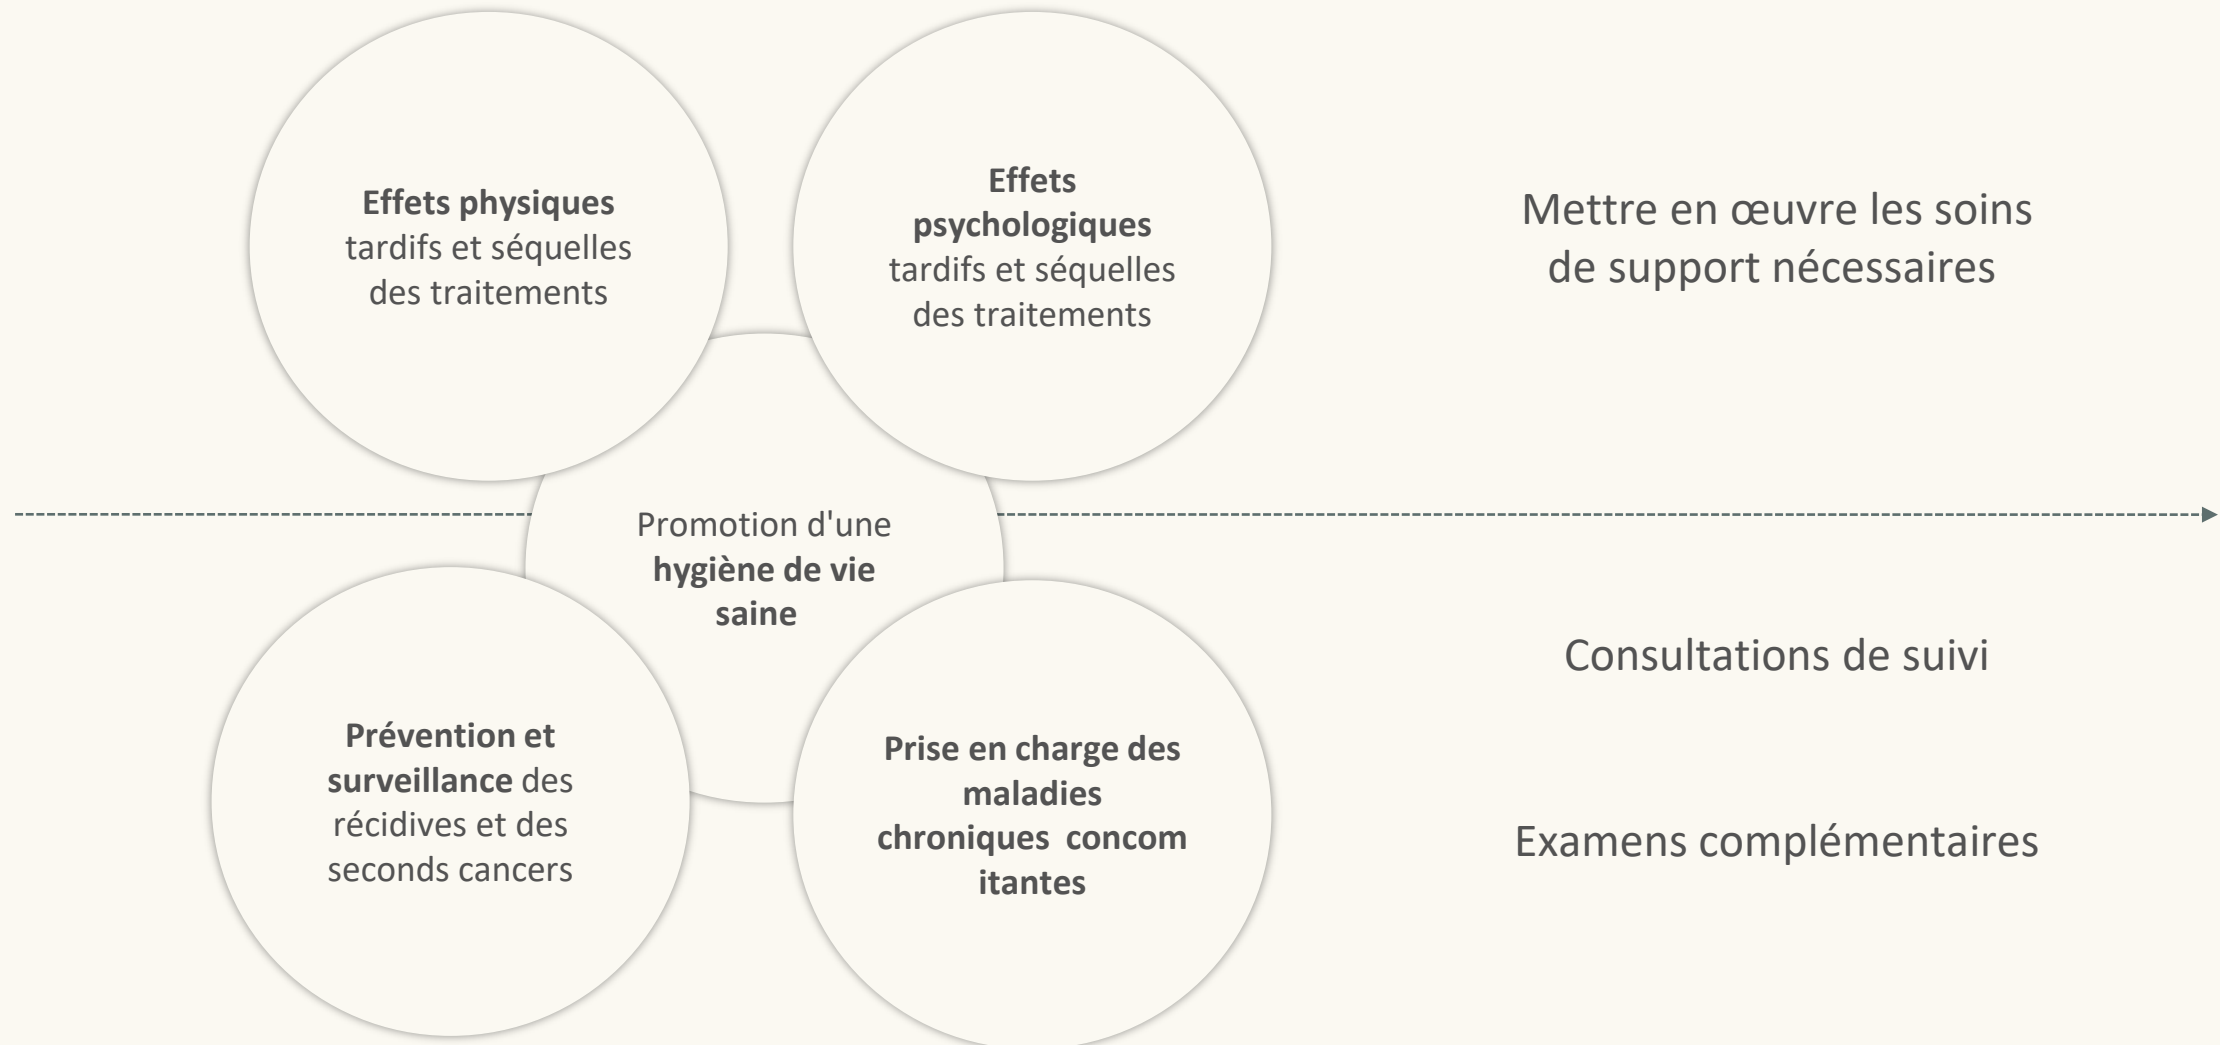 Effets physiques
tardifs et séquelles
des traitements
Effets
psychologiques
tardifs et séquelles
des traitements
Mettre en œuvre les soins
de support nécessaires
Promotion d'une
hygiène de vie
saine
Prévention et
surveillance des
récidives et des
seconds cancers
Prise en charge des
maladies
chroniques  concom
itantes
Consultations de suivi
Examens complémentaires